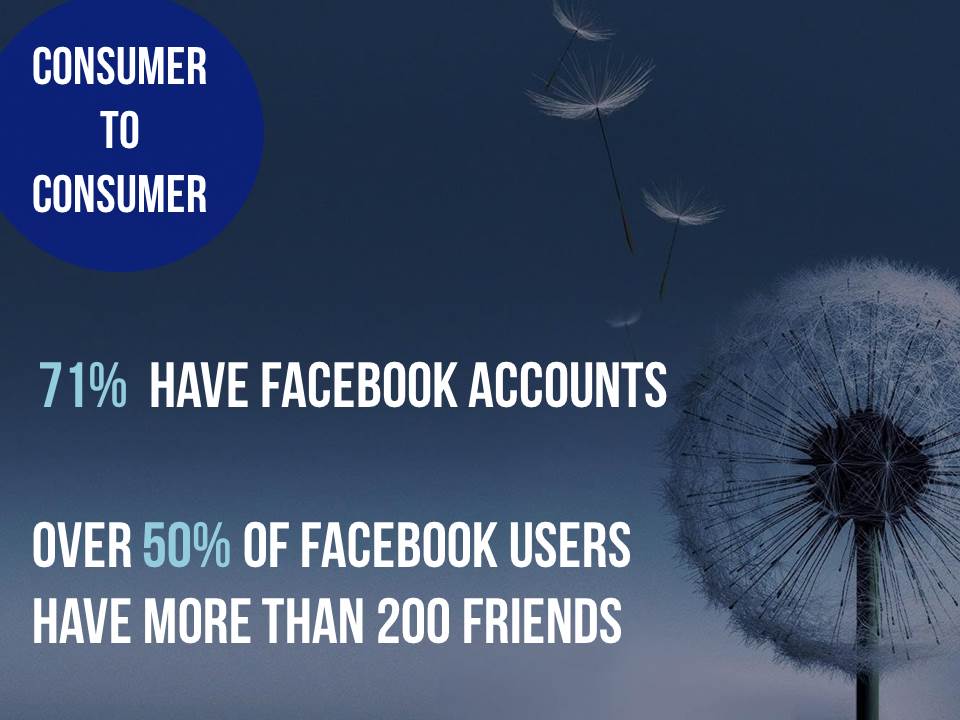 CONSUMER
TO
CONSUMER
71% HAVE FACEBOOK ACCOUNTS
OVER 50% OF FACEBOOK USERS
HAVE MORE THAN 200 FRIENDS